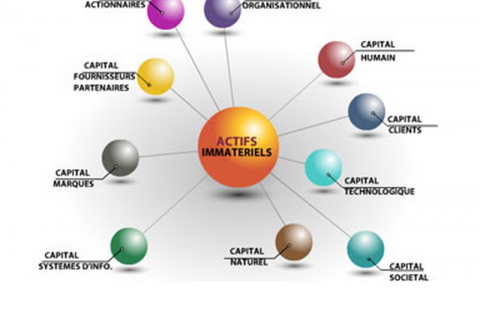 ACTIONNAIRES
ORGANISATIONNEL
CAPITAL
HUMAIN
CAPITAL
FOURNISSEURS
PARTENAIRES
CAPITAL
CLIENTS
ACTIFS
IMMATERIELS
CAPITAL
MARQUES
CAPITAL
TECHNOLOGIQUE
CAPITAL
SYSTEMES D'INFO.
CAPITAL
NATUREL
CAPITAL
SOCIETAL